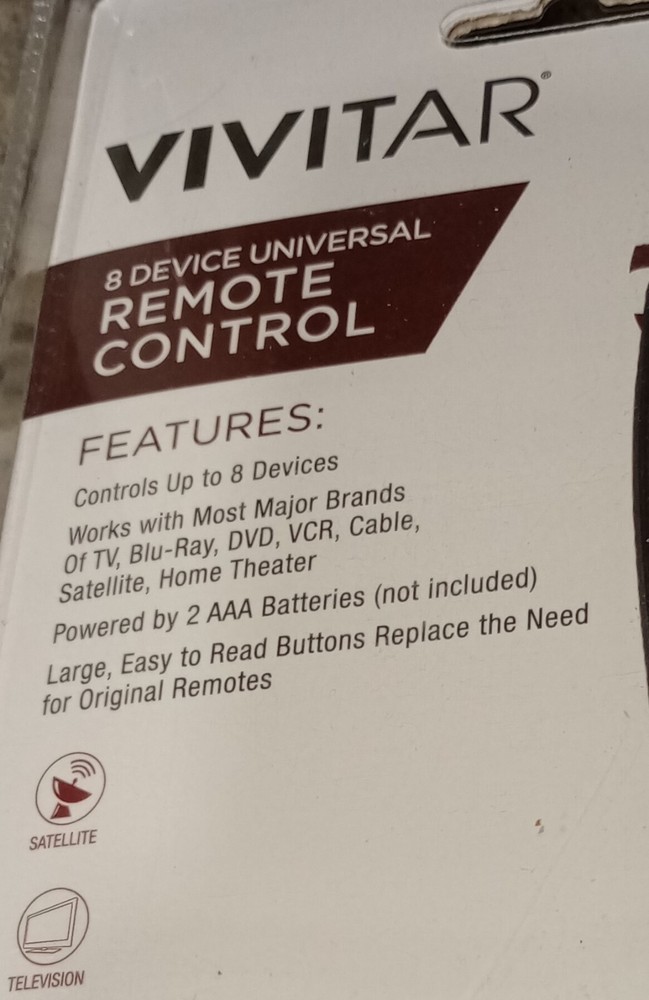 VIVITAR®
8 DEVICE UNIVERSAL
REMOTE
CONTROL
FEATURES:
Controls Up to 8 Devices
Works with Most Major Brands
Of TV, Blu-Ray, DVD, VCR, Cable,
Satellite, Home Theater
Powered by 2 AAA Batteries (not included)
Large, Easy to Read Buttons Replace the Need
for Original Remotes
SATELLITE
TELEVISION